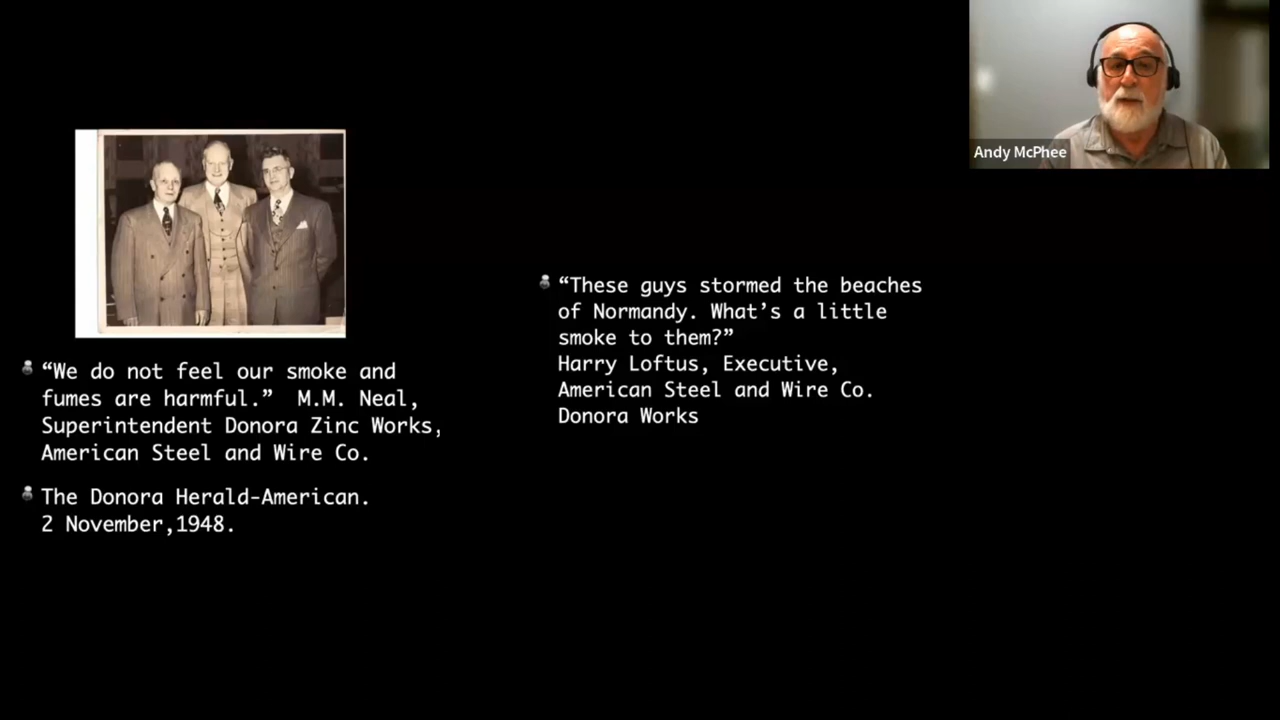 Andy McPhee
“We do not feel our smoke and
fumes are harmful.”  M.M. Neal,
Superintendent Donora Zinc Works,
American Steel and Wire Co.
The Donora Herald-American.
2 November,1948.
“These guys stormed the beaches
of Normandy. What’s a little
smoke to them?”
Harry Loftus, Executive,
American Steel and Wire Co.
Donora Works